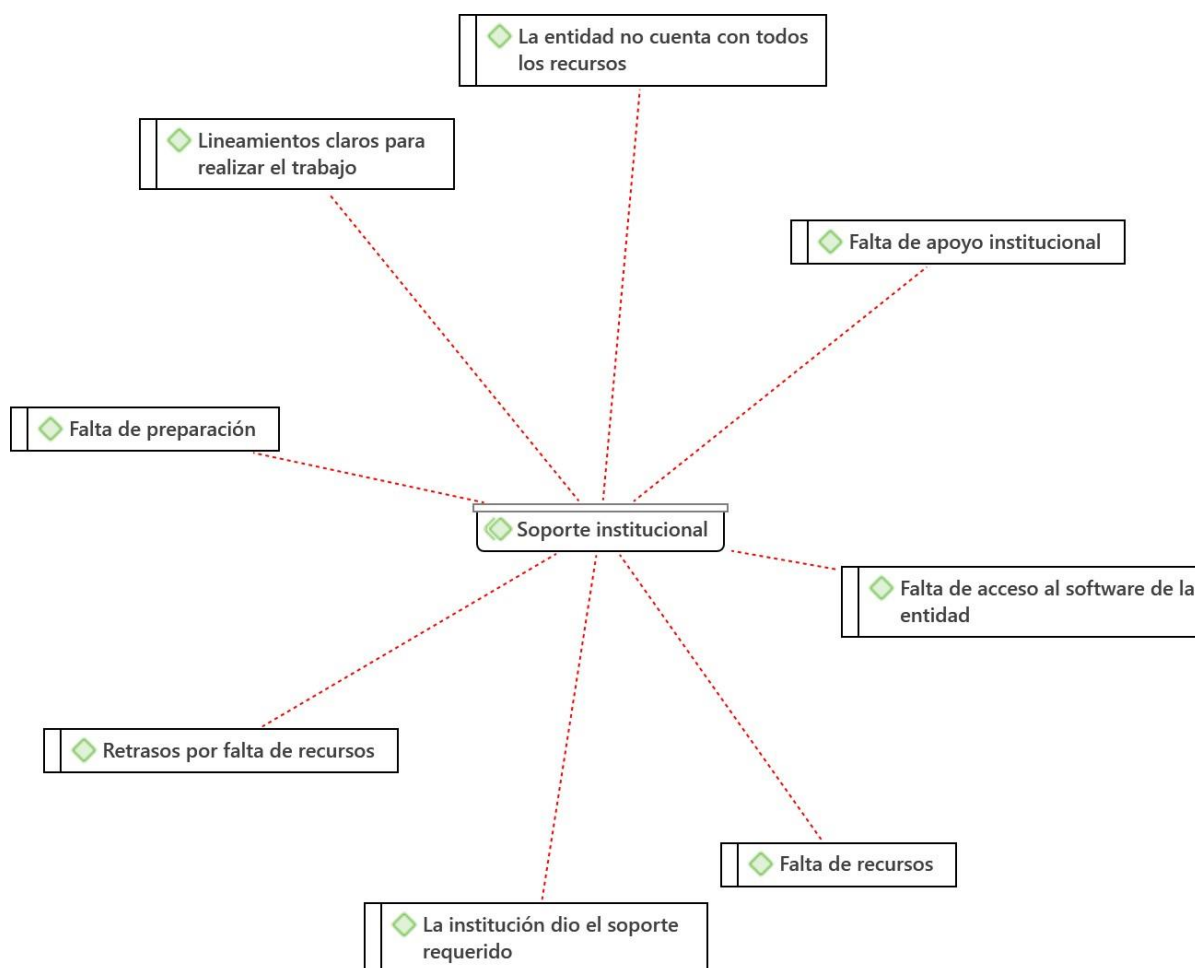 La entidad no cuenta con todos
los recursos
Lineamientos claros para
realizar el trabajo
Falta de apoyo institucional
Falta de preparación
Soporte institucional
Falta de acceso al software de la
entidad
Retrasos por falta de recursos
Falta de recursos
La institución dio el soporte
requerido